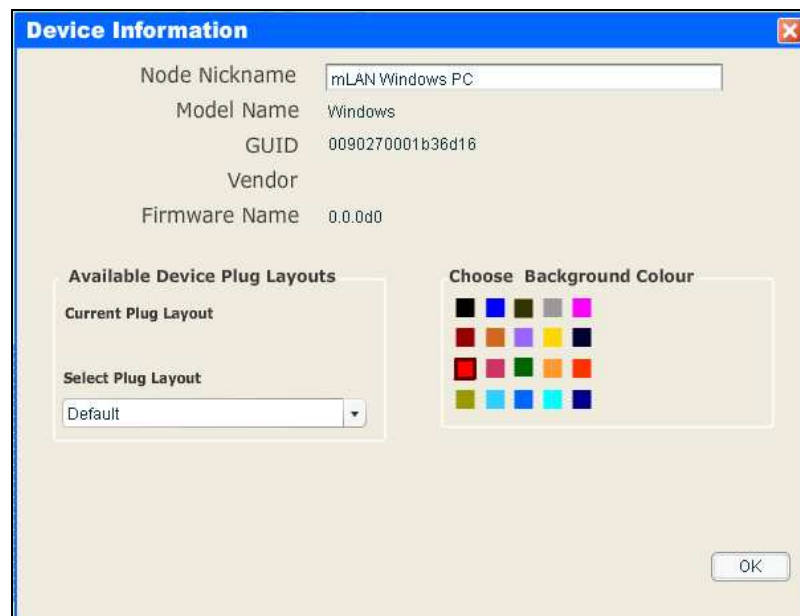 Device Information
Node Nickname mLAN Windows PC
Model Name Windows
GUID 0090270001b36d16
Vendor
Firmware Name 0.0.0d0
Available Device Plug Layouts
Current Plug Layout
Select Plug Layout
Default
Choose Background Colour
OK